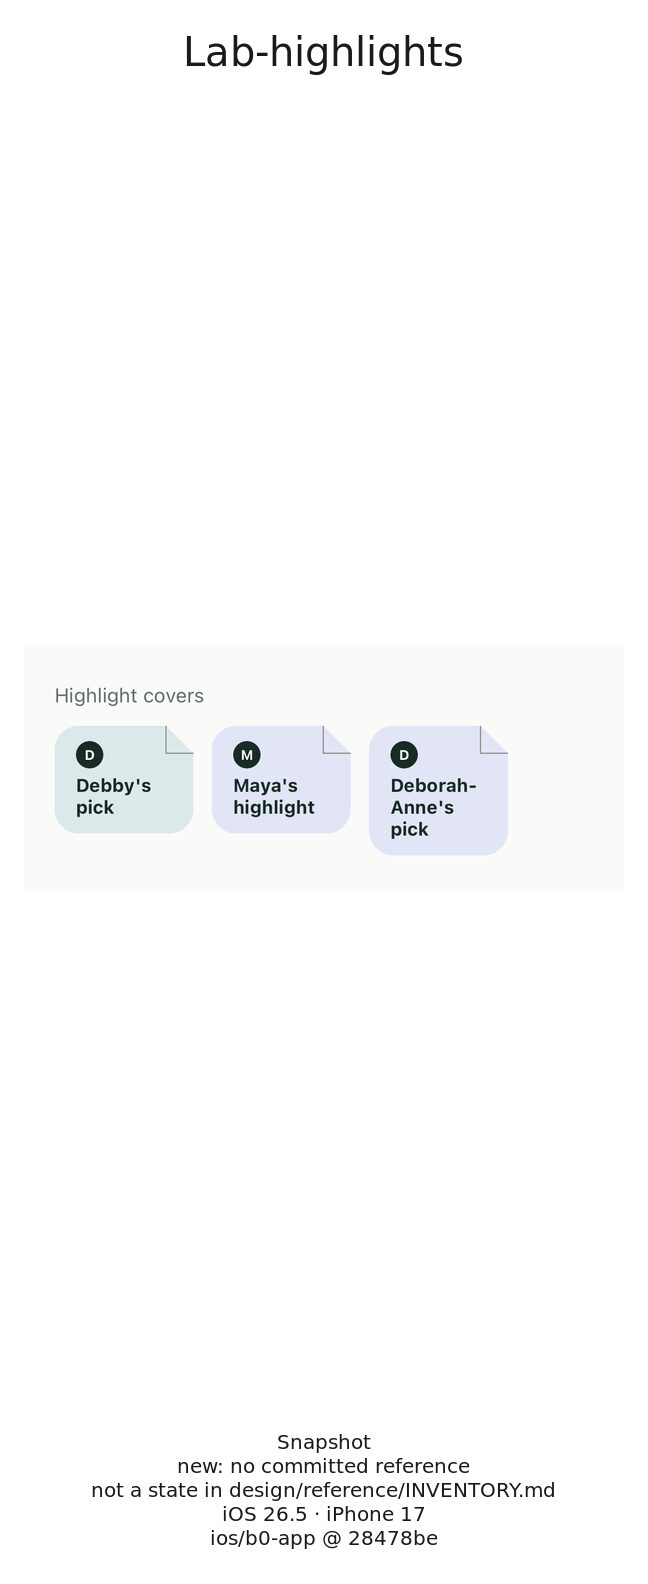 Lab-highlights
Highlight covers
D
Debby's
pick
M
Maya's
highlight
D
Deborah-
Anne's
pick
Snapshot
new: no committed reference
not a state in design/reference/INVENTORY.md
iOS 26.5 · iPhone 17
ios/b0-app @ 28478be